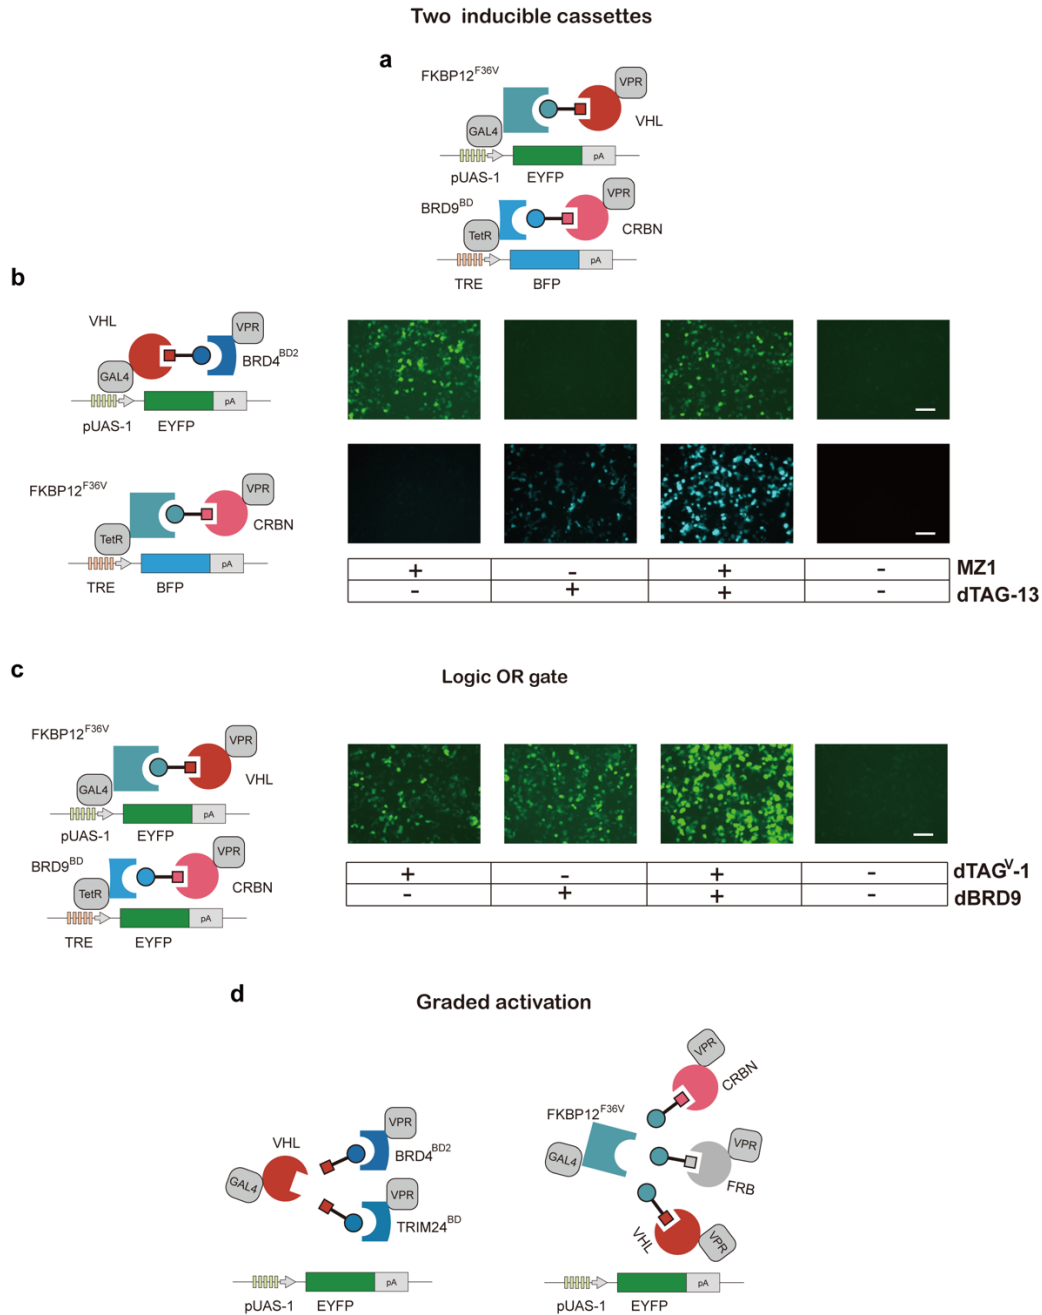 Two inducible cassettes
a
FKBP12F36V
VPR
VHL
GAL4
pA
pUAS-1 EYFP
BRD9BD
VPR
CRBN
TetR
pA
TRE BFP
b
VHL
VPR
BRD4BD2
GAL4
pA
pUAS-1 EYFP
FKBP12F36V
VPR
CRBN
TetR
pA
TRE BFP
+ - + - MZ1
- + + - dTAG-13
c
Logic OR gate
FKBP12F36V
VPR
VHL
GAL4
pA
pUAS-1 EYFP
BRD9BD
VPR
CRBN
TetR
pA
TRE EYFP
+ - + - dTAGV-1
- + + - dBRD9
d
Graded activation
VHL
GAL4
VPR
BRD4BD2
VPR
TRIM24BD
pA
pUAS-1 EYFP
FKBP12F36V
GAL4
VPR
CRBN
VPR
FRB
VHL
VPR
pA
pUAS-1 EYFP